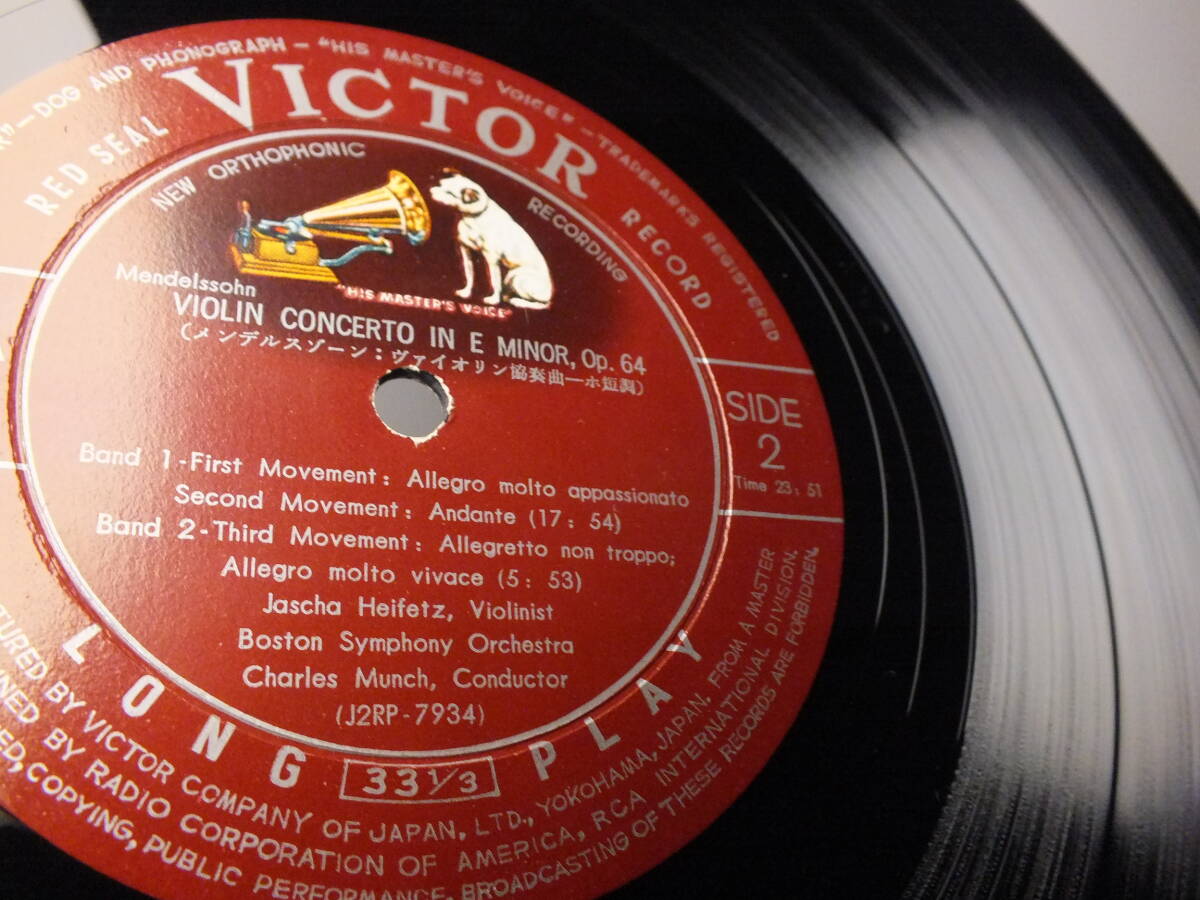 "—DOG AND PHONOGRAPH—"HIS MASTER'S VOICE"—TRADEMARKS REGISTERED
RED SEAL VICTOR RECORD
NEW ORTHOPHONIC RECORDING
"HIS MASTER'S VOICE"
Mendelssohn
VIOLIN CONCERTO IN E MINOR, Op. 64
(メンデルスゾーン：ヴァイオリン協奏曲―ホ短調)
SIDE
2
Time 23:51
Band 1-First Movement: Allegro molto appassionato
Second Movement: Andante (17:54)
Band 2-Third Movement: Allegretto non troppo;
Allegro molto vivace (5:53)
Jascha Heifetz, Violinist
Boston Symphony Orchestra
Charles Munch, Conductor
(J2RP-7934)
LONG 33 1/3 PLAY
BY VICTOR COMPANY OF JAPAN, LTD., YOKOHAMA, JAPAN, FROM A MASTER
BY RADIO CORPORATION OF AMERICA, RCA INTERNATIONAL DIVISION.
COPYING, PUBLIC PERFORMANCE, BROADCASTING OF THESE RECORDS ARE FORBIDDEN.